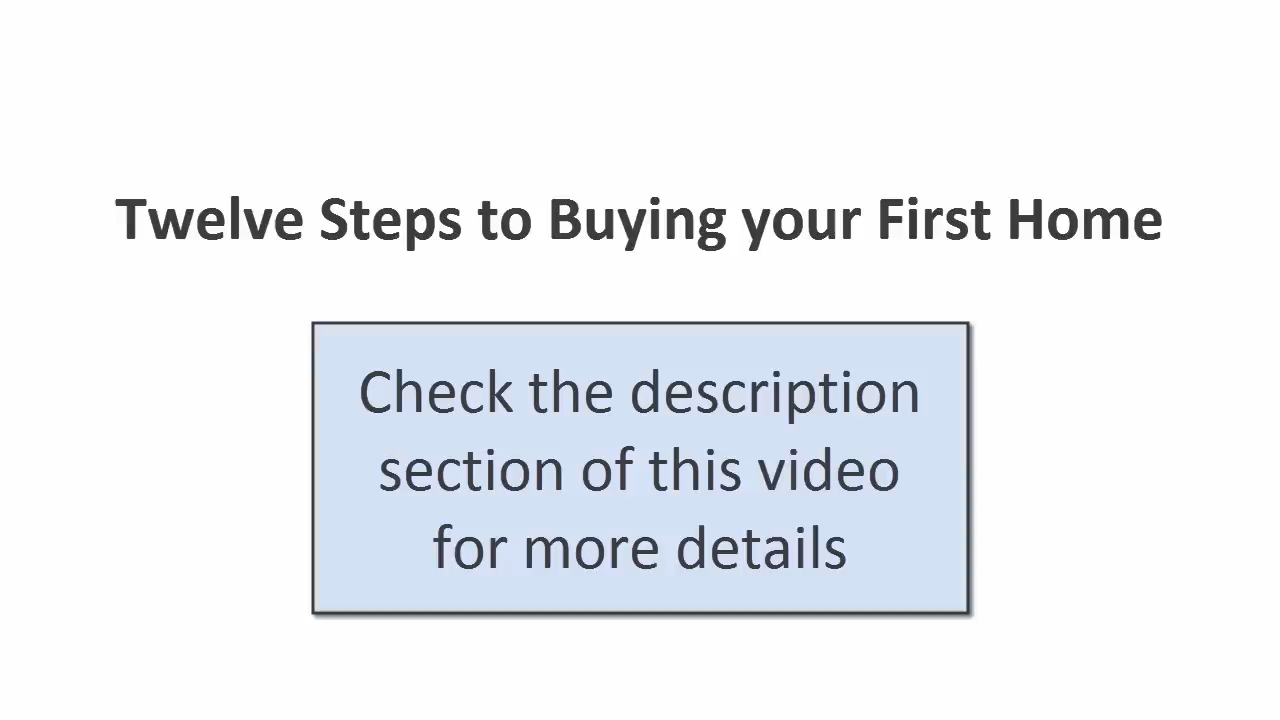 Twelve Steps to Buying your First Home
Check the description
section of this video
for more details